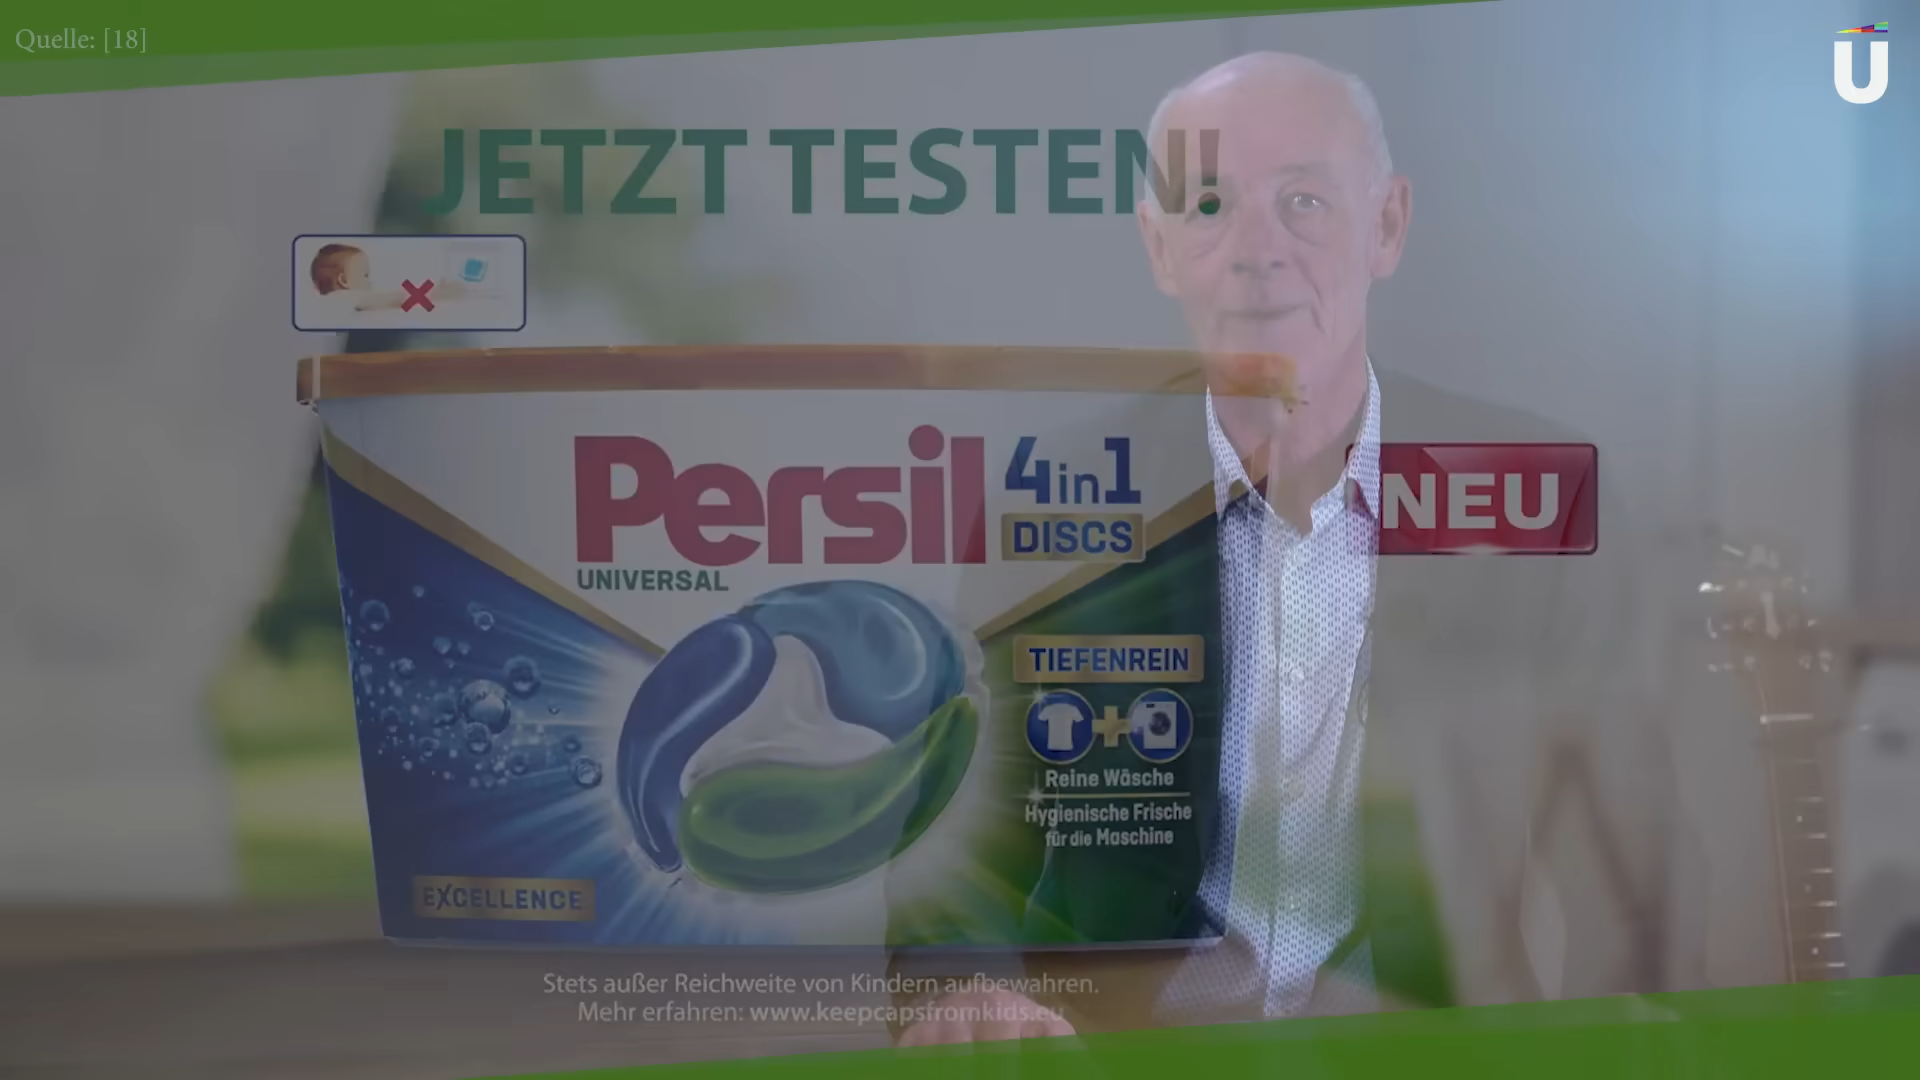 Quelle: [18]
Ü
JETZT TESTEN!
Persil 4in1
DISCS
NEU
UNIVERSAL
TIEFENREIN
Reine Wäsche
Hygienische Frische
für die Maschine
EXCELLENCE
Stets außer Reichweite von Kindern aufbewahren.
Mehr erfahren: www.keepcapsfromkids.eu